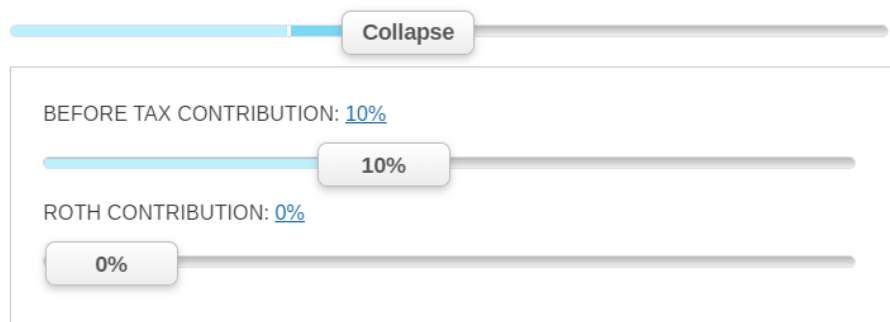 Collapse
BEFORE TAX CONTRIBUTION: 10%
10%
ROTH CONTRIBUTION: 0%
0%